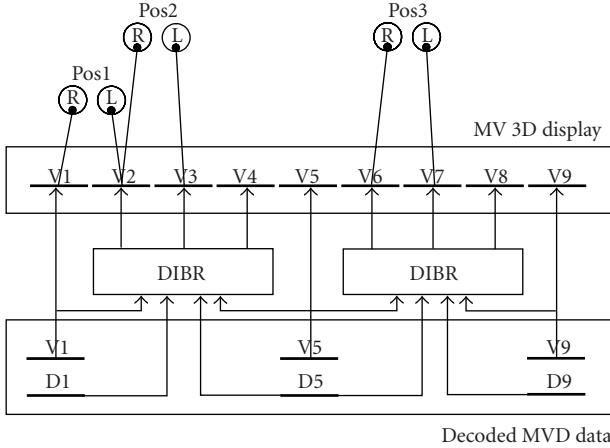 Pos2
Pos3
R L
R L
Pos1
R L
MV 3D display
V1 V2 V3 V4 V5 V6 V7 V8 V9
DIBR DIBR
V1 V5 V9
D1 D5 D9
Decoded MVD data